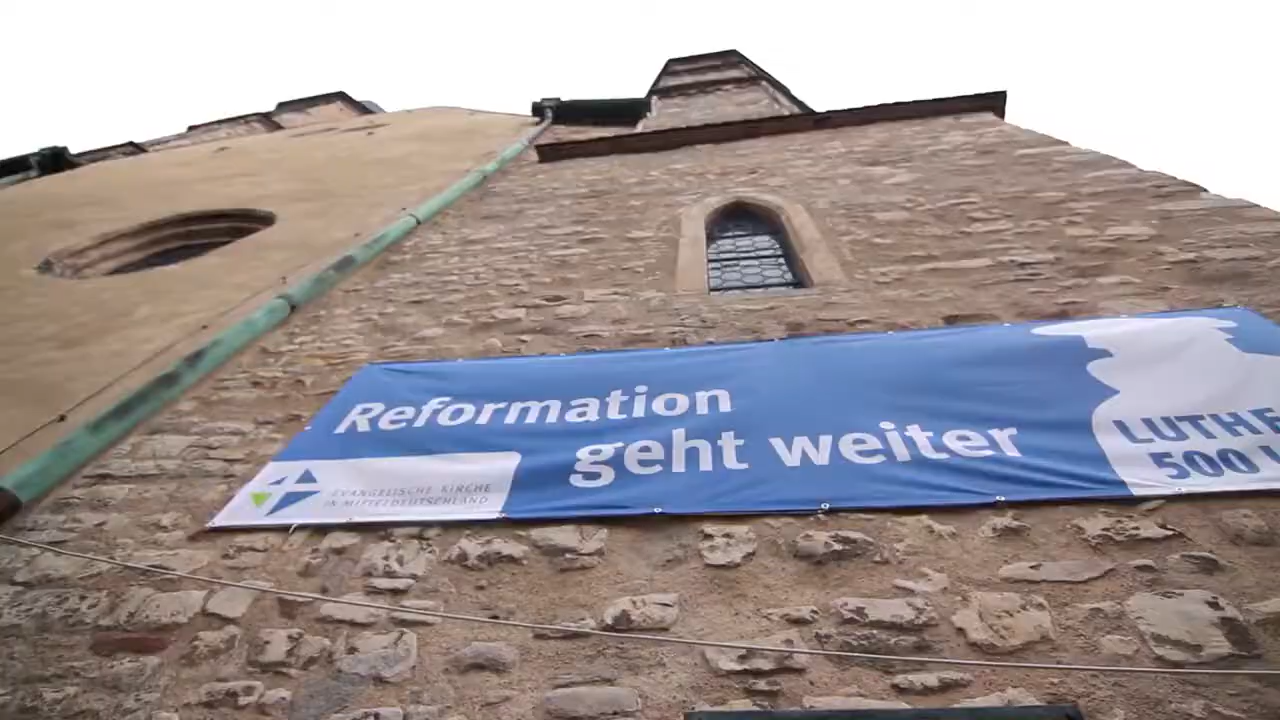 Reformation
geht weiter
EVANGELISCHE KIRCHE
IN MITTELDEUTSCHLAND
LUTHE
500